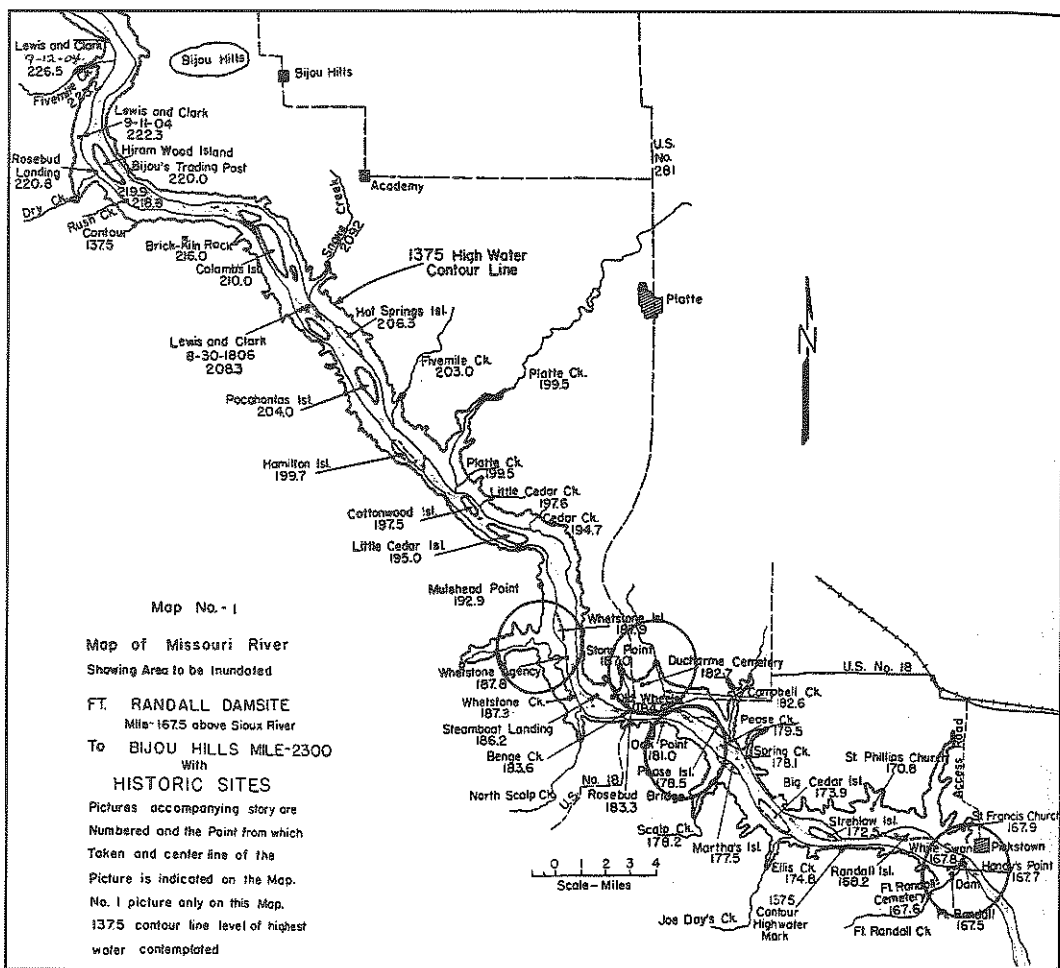 Lewis and Clark
9-12-04
226.5
Fivemile Ck.
Bijou Hills
Bijou Hills
Lewis and Clark
9-11-04
222.3
Hiram Wood Island
Bijou's Trading Post
220.0
Rosebud
Landing
220.8
219.9
218.8
Dry Ck.
Rush Ck.
Contour
137.5
Academy
U.S.
No.
281
Snake Creek
209.2
Brick-Kiln Rock
216.0
1375 High Water
Contour Line
210.0
Platte
N
Hot Springs Isl.
206.3
Lewis and Clark
8-30-1806
208.3
Fivemile Ck.
203.0
Platte Ck.
199.5
Pocahontas Isl.
204.0
Hamilton Isl.
199.7
Platte Ck.
199.5
Little Cedar Ck.
197.6
Cottonwood Isl.
197.5
Cedar Ck.
194.7
Little Cedar Isl.
195.0
Mulehead Point
192.9
Map No.-1
Map of Missouri River
Showing Area to be Inundated
FT. RANDALL DAMSITE
Mile-167.5 above Sioux River
To BIJOU HILLS MILE-2300
With
HISTORIC SITES
Pictures accompanying story are
Numbered and the Point from which
Taken and center line of the
Picture is indicated on the Map.
No. 1 picture only on this Map.
137.5 contour line level of highest
water contemplated
Whetstone Isl.
187.9
Point
187.0
Whetstone Agency
187.8
Ducharme Cemetery
182.7
U.S. No. 18
Whetstone Ck.
187.3
Campbell Ck.
182.6
Steamboat Landing
186.2
Pease Ck.
179.5
Benge Ck.
183.6
Oak Point
181.0
Spring Ck.
178.1
Pease Isl.
178.5
North Scalp Ck.
U.S. No. 18
Rosebud Bridge
183.3
Big Cedar Isl.
173.9
St Phillips Church
170.8
Access Road
Scalp Ck.
178.2
Martha's Isl.
177.5
Strehlow Isl.
172.5
St Francis Church
167.9
Pickstown
White Swan
167.8
Handy's Point
167.7
Ellis Ck.
174.8
Randall Isl.
168.2
Dam
Ft. Randall
Cemetery
167.6
Ft. Randall
167.5
Contour
Highwater
Mark
Joe Day's Ck.
Ft. Randall Ck
0 1 2 3 4
Scale-Miles